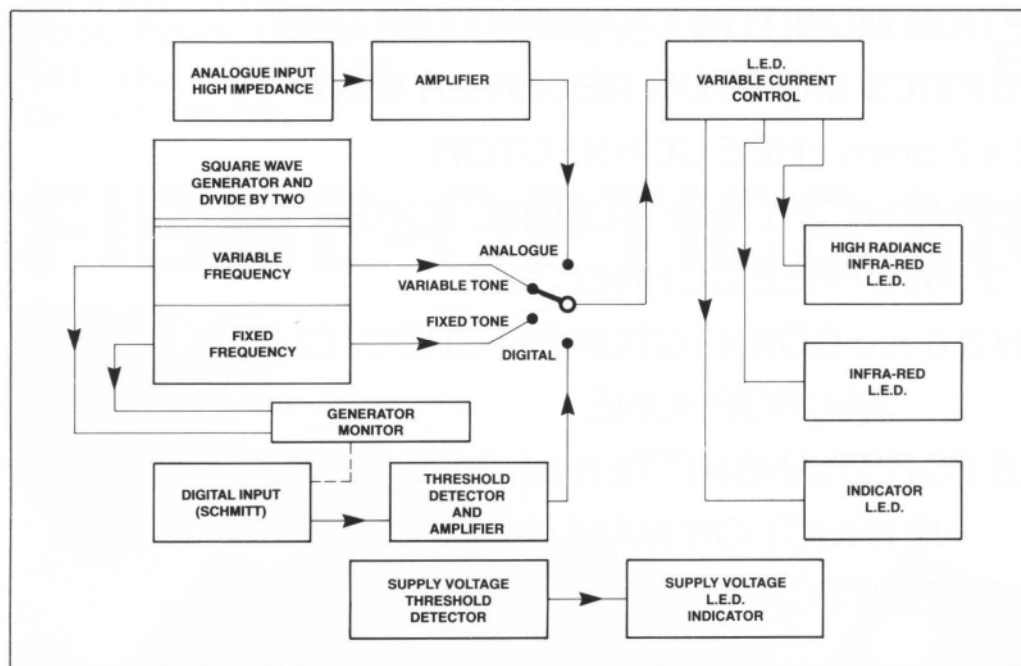 ANALOGUE INPUT
HIGH IMPEDANCE
AMPLIFIER
L.E.D.
VARIABLE CURRENT
CONTROL
SQUARE WAVE
GENERATOR AND
DIVIDE BY TWO
VARIABLE
FREQUENCY
FIXED
FREQUENCY
ANALOGUE
VARIABLE TONE
FIXED TONE
DIGITAL
HIGH RADIANCE
INFRA-RED
L.E.D.
INFRA-RED
L.E.D.
GENERATOR
MONITOR
DIGITAL INPUT
(SCHMITT)
THRESHOLD
DETECTOR
AND
AMPLIFIER
INDICATOR
L.E.D.
SUPPLY VOLTAGE
THRESHOLD
DETECTOR
SUPPLY VOLTAGE
L.E.D.
INDICATOR